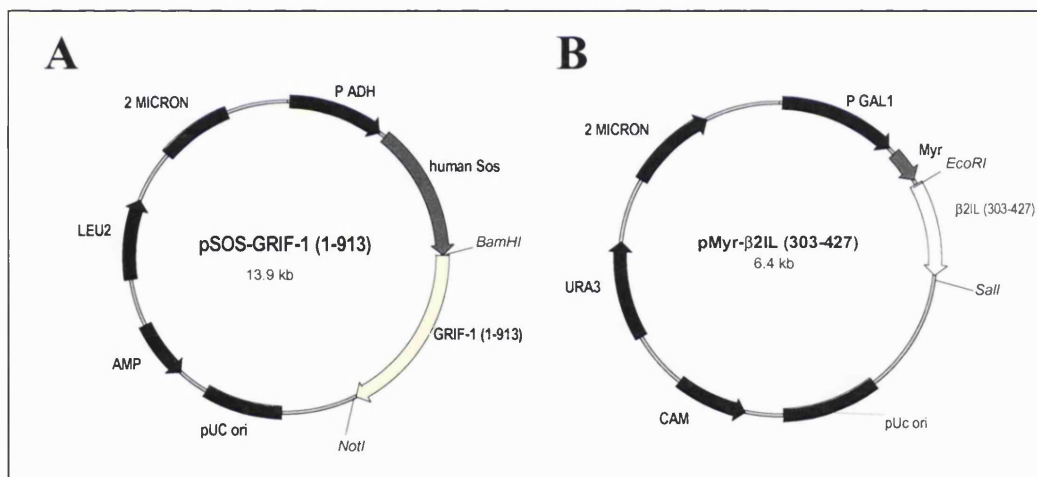 A
P ADH
2 MICRON
human Sos
LEU2
pSOS-GRIF-1 (1-913)
13.9 kb
BamHI
GRIF-1 (1-913)
AMP
pUC ori
NotI
B
P GAL1
2 MICRON
Myr
EcoRI
β2IL (303-427)
pMyr-β2IL (303-427)
6.4 kb
URA3
SalI
CAM
pUc ori